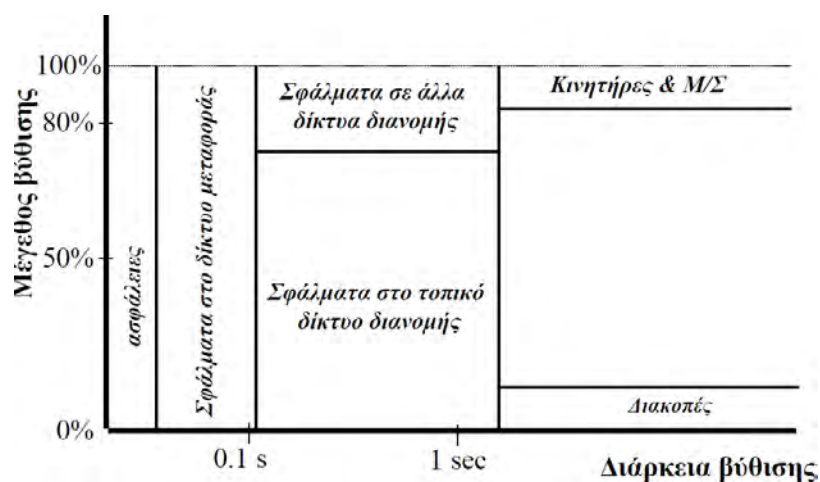 Μέγεθος βύθισης
100%
80%
50%
0%
ασφάλειες
Σφάλματα στο δίκτυο μεταφοράς
Σφάλματα σε άλλα
δίκτυα διανομής
Σφάλματα στο τοπικό
δίκτυο διανομής
Κινητήρες & Μ/Σ
Διακοπές
0.1 s
1 sec
Διάρκεια βύθισης